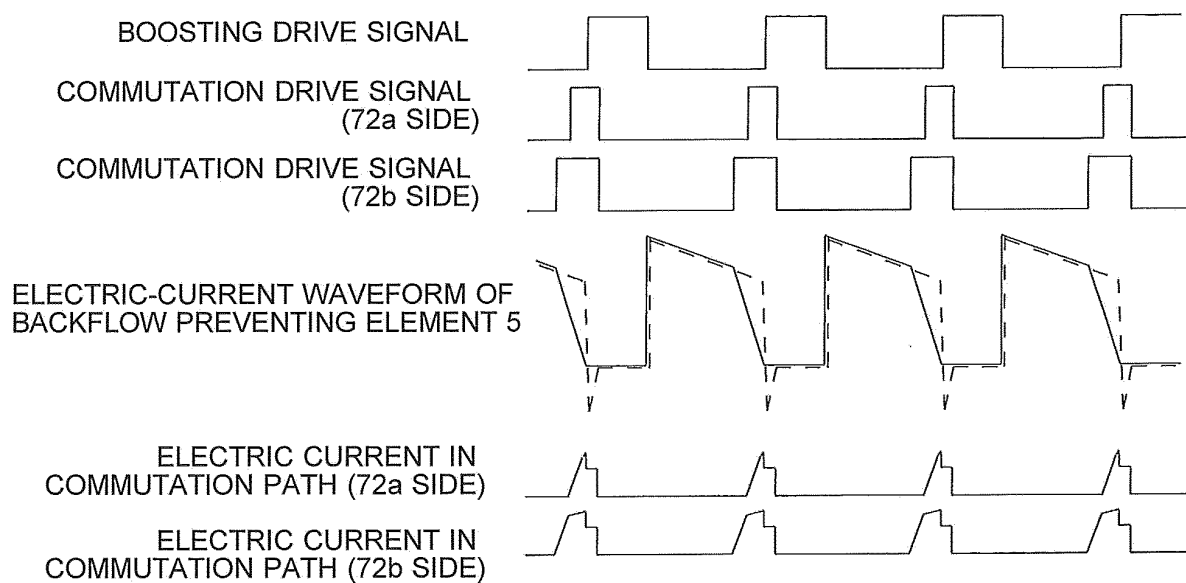 BOOSTING DRIVE SIGNAL
COMMUTATION DRIVE SIGNAL
(72a SIDE)
COMMUTATION DRIVE SIGNAL
(72b SIDE)
ELECTRIC-CURRENT WAVEFORM OF
BACKFLOW PREVENTING ELEMENT 5
ELECTRIC CURRENT IN
COMMUTATION PATH (72a SIDE)
ELECTRIC CURRENT IN
COMMUTATION PATH (72b SIDE)